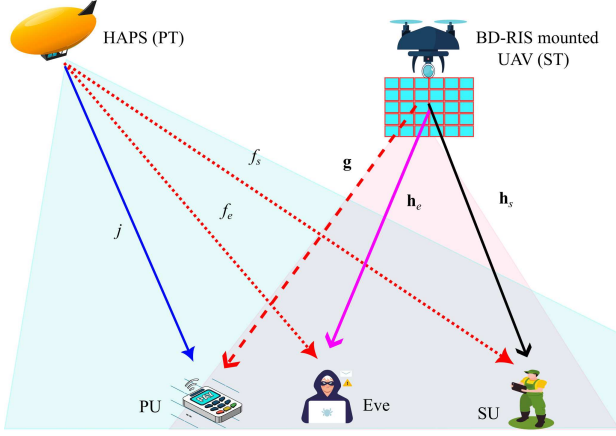 HAPS (PT)
BD-RIS mounted
UAV (ST)
f_s
g
f_e
h_e
h_s
j
PU
Eve
SU